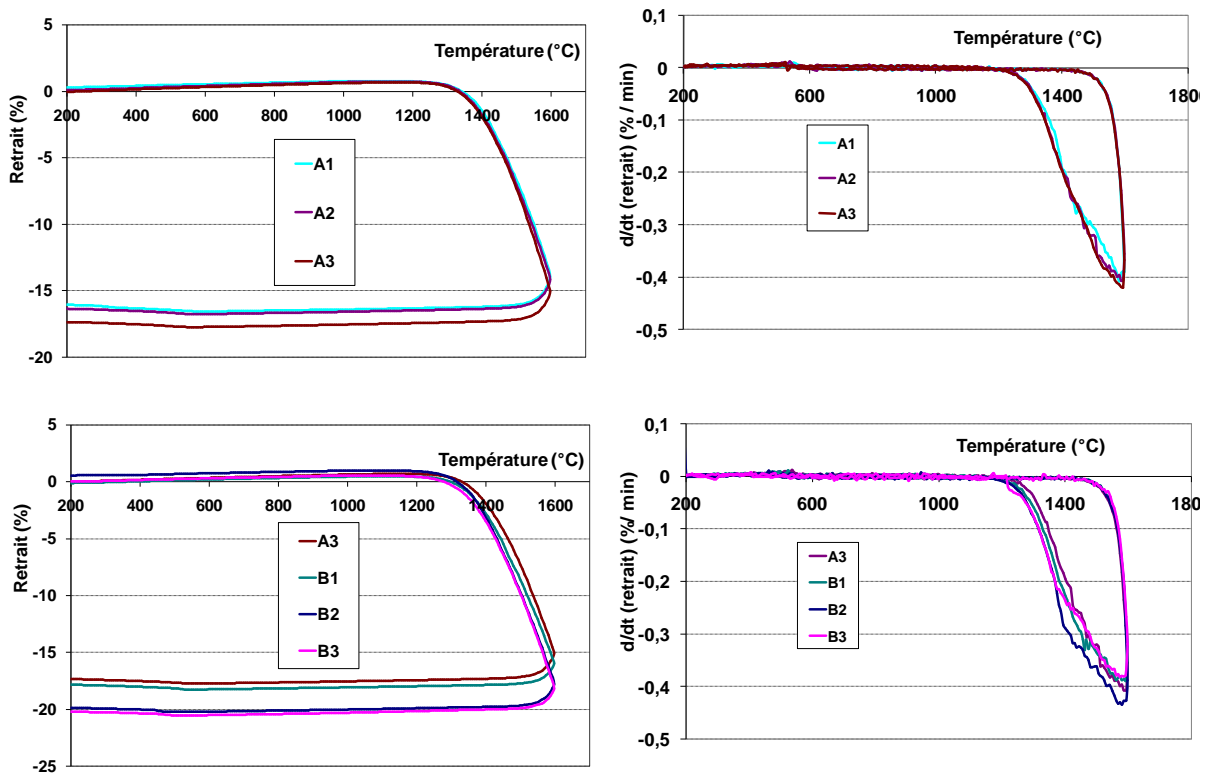 5
0
-5
-10
-15
-20
200 400 600 800 1000 1200 1400 1600
Température (°C)
Retrait (%)
A1
A2
A3
0,1
0
-0,1
-0,2
-0,3
-0,4
-0,5
200 600 1000 1400 1800
Température (°C)
d/dt (retrait) (% / min)
A1
A2
A3
5
0
-5
-10
-15
-20
-25
200 400 600 800 1000 1200 1400 1600
Température (°C)
Retrait (%)
A3
B1
B2
B3
0,1
0
-0,1
-0,2
-0,3
-0,4
-0,5
200 600 1000 1400 180
Température (°C)
d/dt (retrait) (%/ min)
A3
B1
B2
B3